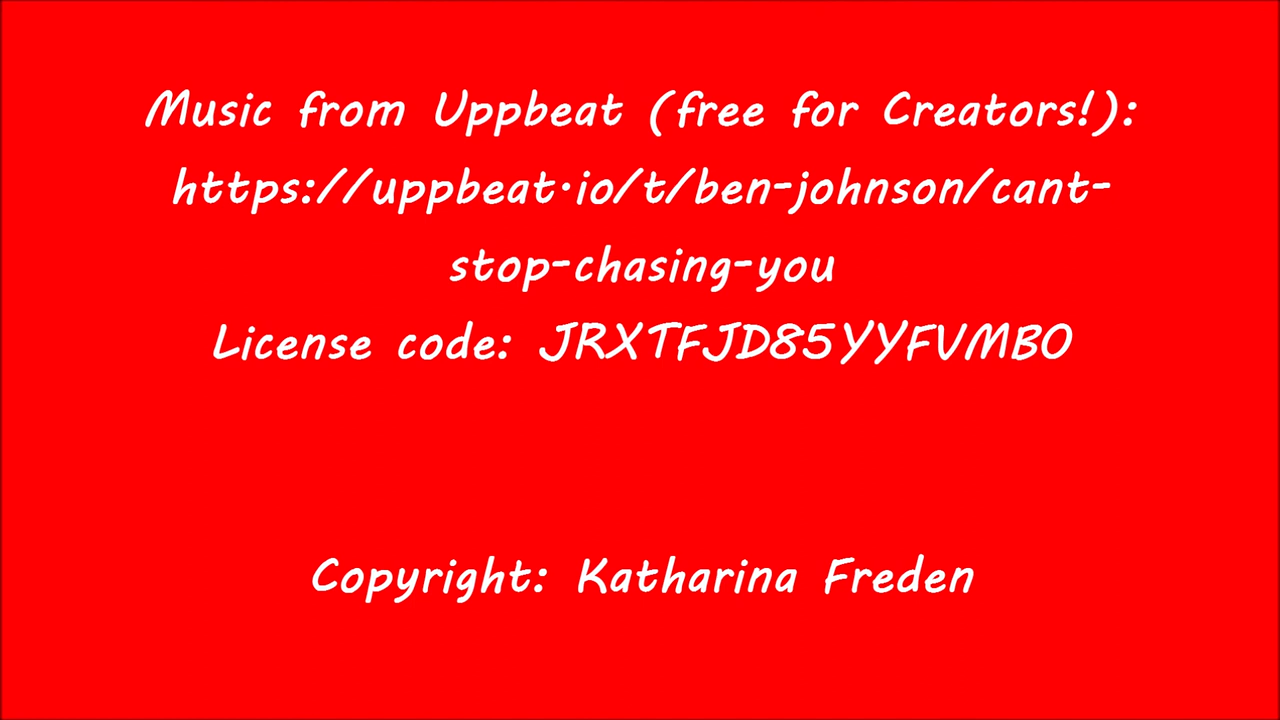 Music from Uppbeat (free for Creators!):
https://uppbeat.io/t/ben-johnson/cant-
stop-chasing-you
License code: JRXTFJD85YYFVMBO
Copyright: Katharina Freden